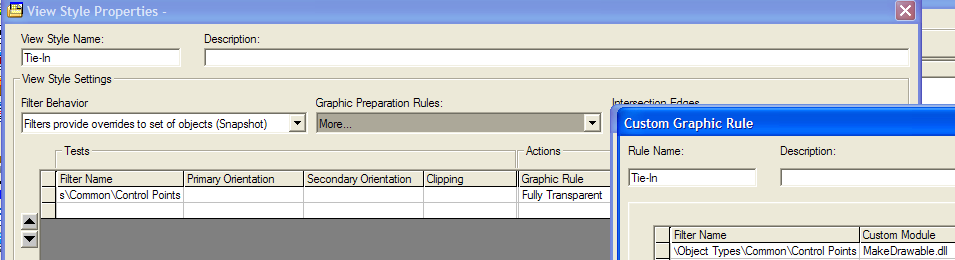 View Style Properties -
View Style Name: Description:
Tie-In
View Style Settings
Filter Behavior Graphic Preparation Rules: Intersection Edges
Filters provide overrides to set of objects (Snapshot) More...
Custom Graphic Rule
Rule Name: Description:
Tie-In
Tests Actions
Filter Name Primary Orientation Secondary Orientation Clipping Graphic Rule
s\Common\Control Points Fully Transparent
Filter Name Custom Module
\Object Types\Common\Control Points MakeDrawable.dll